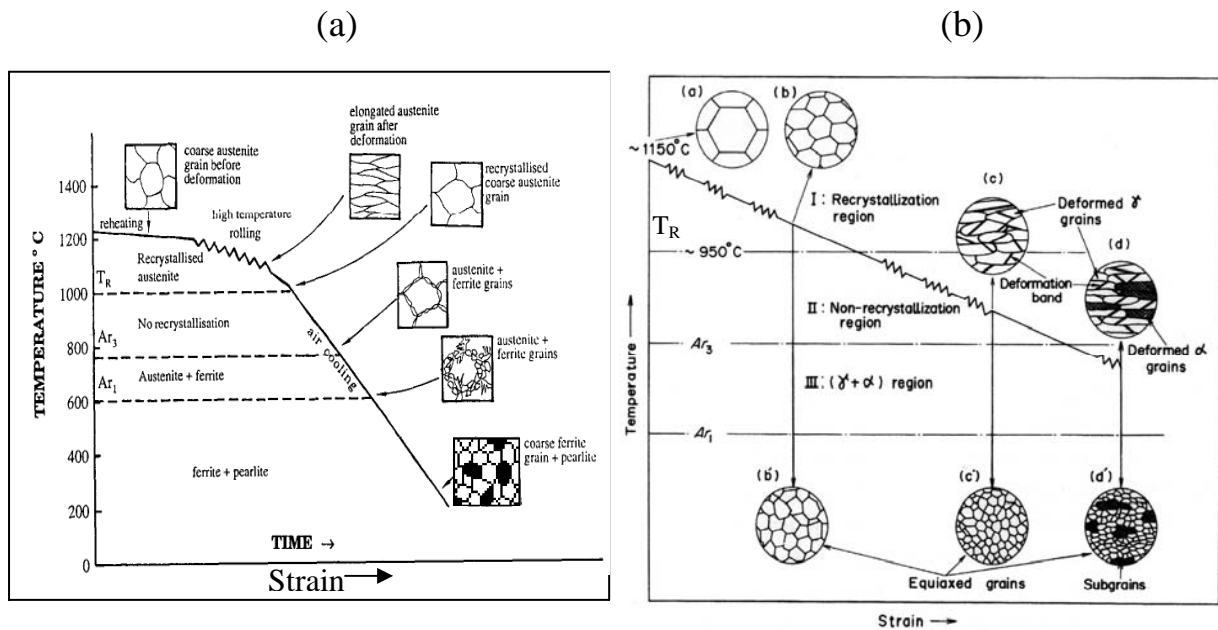 (a)
coarse austenite
grain before
deformation
elongated austenite
grain after
deformation
recrystallised
coarse austenite
grain
reheating
high temperature
rolling
Recrystallised
austenite
austenite +
ferrite grains
No recrystallisation
air cooling
austenite +
ferrite grains
Austenite + ferrite
coarse ferrite
grain + pearlite
ferrite + pearlite
TEMPERATURE ° C
1400
1200
T_R
1000
Ar₃
800
Ar₁
600
400
200
0
TIME →
Strain
(b)
(a)
(b)
~ 1150°C
I : Recrystallization
region
(c)
Deformed γ
grains
(d)
T_R
~ 950°C
Deformation
band
II : Non-recrystallization
region
Deformed α
grains
Ar₃
III : (γ + α) region
Temperature
Ar₁
(b')
(c')
(d')
Equiaxed grains
Subgrains
Strain